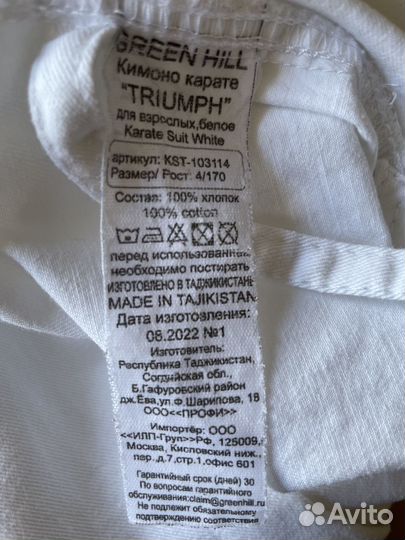 GREEN HILL
Кимоно карате
"TRIUMPH"
для взрослых,белое
Karate Suit White
артикул: KST-103114
Размер/ Рост: 4/170
Состав: 100% хлопок
100% cotton
перед использованием
необходимо постирать
ИЗГОТОВЛЕНО В ТАДЖИКИСТАНЕ
MADE IN TAJIKISTAN
Дата изготовления:
08.2022 №1
Изготовитель:
Республика Таджикистан,
Согдийская обл.,
Б.Гафуровский район
дж.Ёва,ул.Ф.Шарипова, 18
ООО<<ПРОФИ>>
Импортёр: ООО
<<ИЛП-Груп>>РФ, 125009,
Москва, Кисловский ниж.,
пер.,д.7,стр.1,офис 601
Гарантийный срок (дней) 30
По вопросам гарантийного
обслуживания:claim@greenhill.ru
Не подлежит обязательному
подтверждению соответствия
Avito